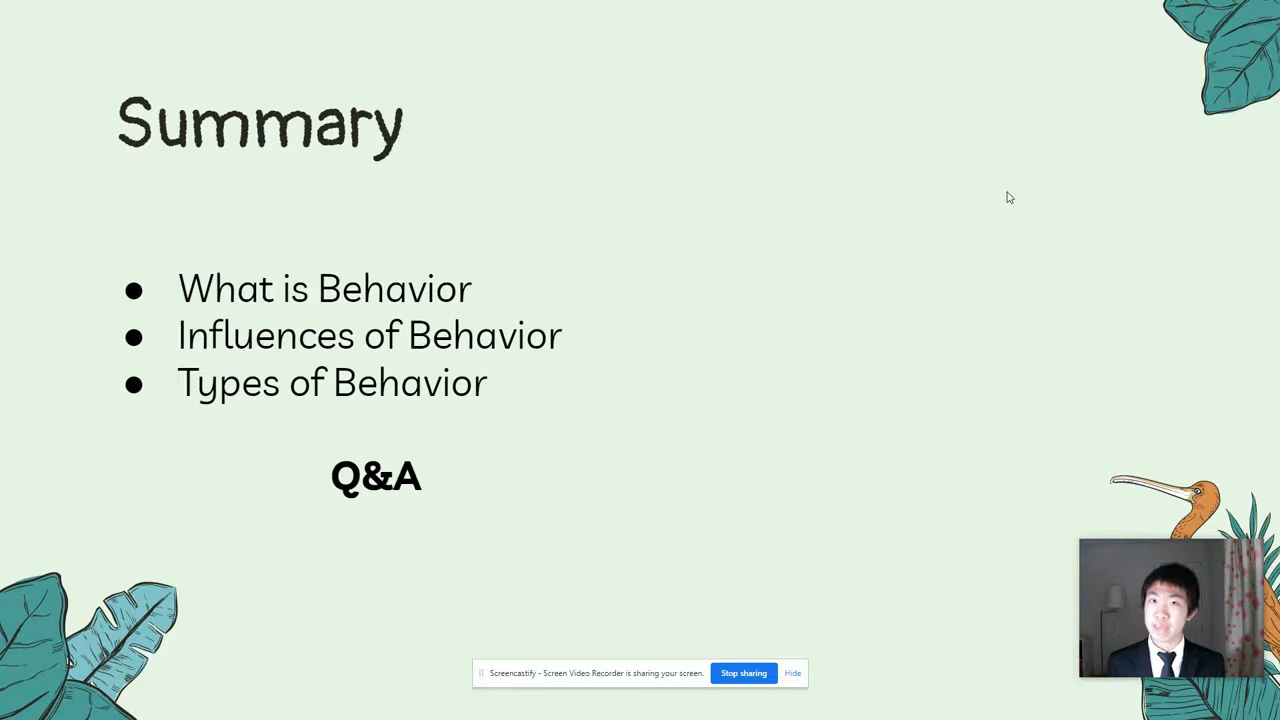 Summary
● What is Behavior
● Influences of Behavior
● Types of Behavior
Q&A
Screencastify - Screen Video Recorder is sharing your screen. Stop sharing Hide